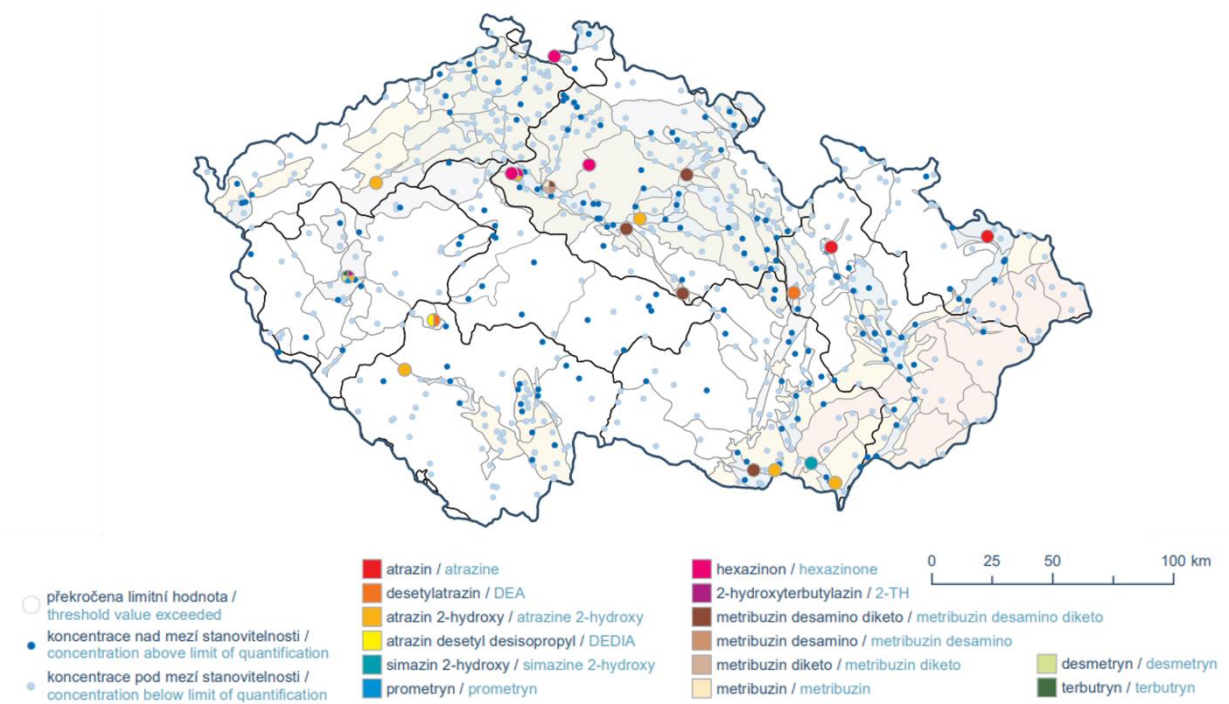 překročena limitní hodnota /
threshold value exceeded
koncentrace nad mezí stanovitelnosti /
concentration above limit of quantification
koncentrace pod mezí stanovitelnosti /
concentration below limit of quantification
atrazin / atrazine
desetylatrazin / DEA
atrazin 2-hydroxy / atrazine 2-hydroxy
atrazin desetyl desisopropyl / DEDIA
simazin 2-hydroxy / simazine 2-hydroxy
prometryn / prometryn
hexazinon / hexazinone
2-hydroxyterbutylazin / 2-TH
metribuzin desamino diketo / metribuzin desamino diketo
metribuzin desamino / metribuzin desamino
metribuzin diketo / metribuzin diketo
metribuzin / metribuzin
desmetryn / desmetryn
terbutryn / terbutryn
0 25 50 100 km